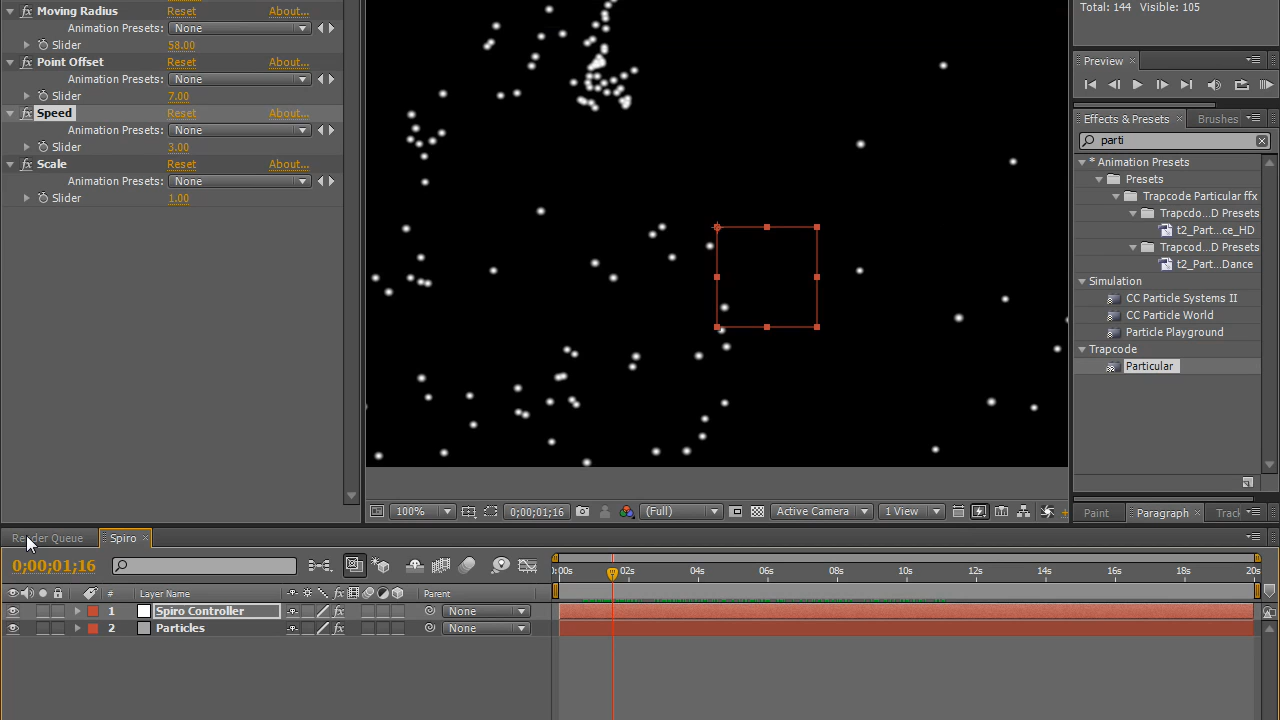 Moving Radius Reset About...
Animation Presets: None
Slider 58.00
Point Offset Reset About...
Animation Presets: None
Slider 7.00
fx Speed Reset About...
Animation Presets: None
Slider 3.00
Scale Reset About...
Animation Presets: None
Slider 1.00
Total: 144 Visible: 105
Preview
Effects & Presets Brushes
parti
* Animation Presets
Presets
Trapcode Particular ffx
Trapcdo...D Presets
t2_Part...ce_HD
Trapcod...D Presets
t2_Part...Dance
Simulation
CC Particle Systems II
CC Particle World
Particle Playground
Trapcode
Particular
100% 0;00;01;16 (Full) Active Camera 1 View
Paint Paragraph Track
Render Queue Spiro
0;00;01;16
:00s 02s 04s 06s 08s 10s 12s 14s 16s 18s 20s
# Layer Name Parent
1 Spiro Controller fx None
2 Particles fx None